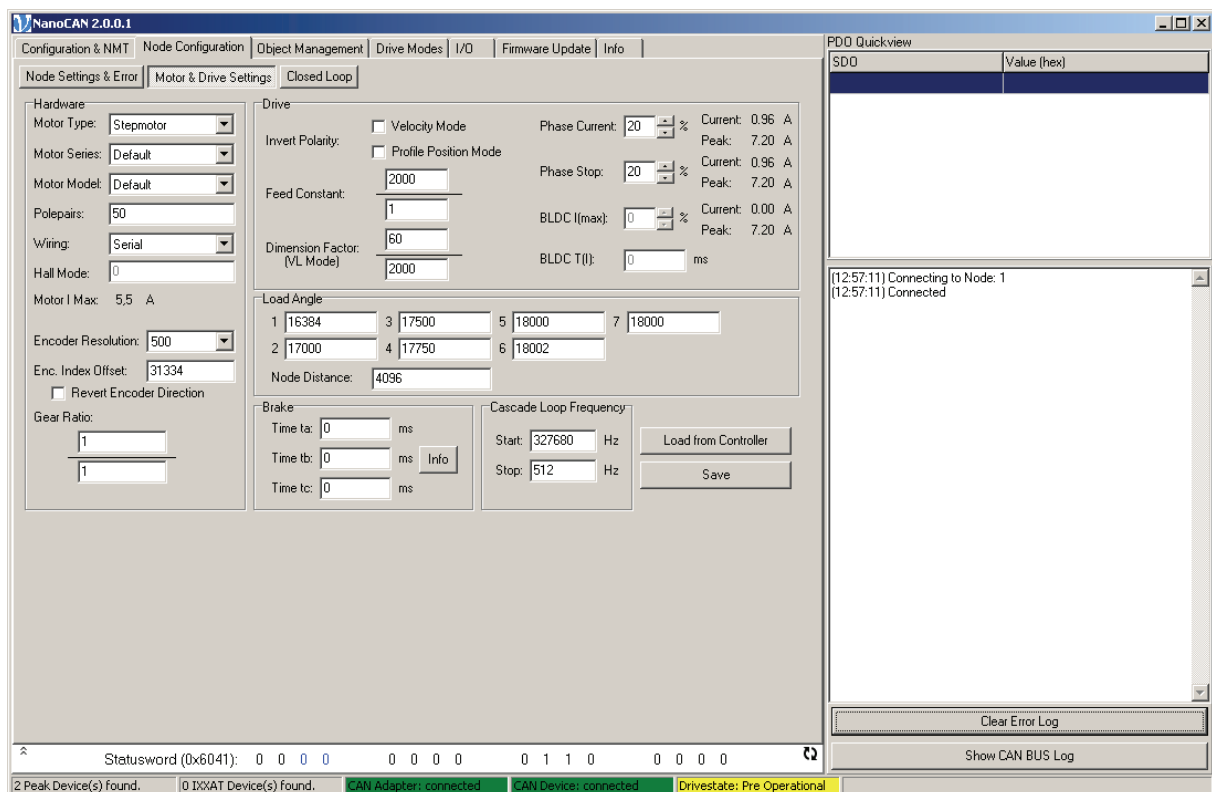 NanoCAN 2.0.0.1
Configuration & NMT Node Configuration Object Management Drive Modes I/O Firmware Update Info
Node Settings & Error Motor & Drive Settings Closed Loop
Hardware
Motor Type: Stepmotor
Motor Series: Default
Motor Model: Default
Polepairs: 50
Wiring: Serial
Hall Mode: 0
Motor I Max: 5,5 A
Encoder Resolution: 500
Enc. Index Offset: 31334
Revert Encoder Direction
Gear Ratio:
1
1
Drive
Invert Polarity:
Velocity Mode
Profile Position Mode
Feed Constant:
2000
1
Dimension Factor:
(VL Mode)
60
2000
Phase Current: 20 % Current: 0.96 A
Peak: 7.20 A
Phase Stop: 20 % Current: 0.96 A
Peak: 7.20 A
BLDC I(max): 0 % Current: 0.00 A
Peak: 7.20 A
BLDC T(I): 0 ms
Load Angle
1 16384 3 17500 5 18000 7 18000
2 17000 4 17750 6 18002
Node Distance: 4096
Brake
Time ta: 0 ms
Time tb: 0 ms Info
Time tc: 0 ms
Cascade Loop Frequency
Start: 327680 Hz
Stop: 512 Hz
Load from Controller
Save
PDO Quickview
SDO Value (hex)
(12:57:11) Connecting to Node: 1
(12:57:11) Connected
Clear Error Log
Show CAN BUS Log
Statusword (0x6041): 0 0 0 0 0 0 0 0 0 1 1 0 0 0 0 0
2 Peak Device(s) found. 0 IXXAT Device(s) found. CAN Adapter: connected CAN Device: connected Drivestate: Pre Operational